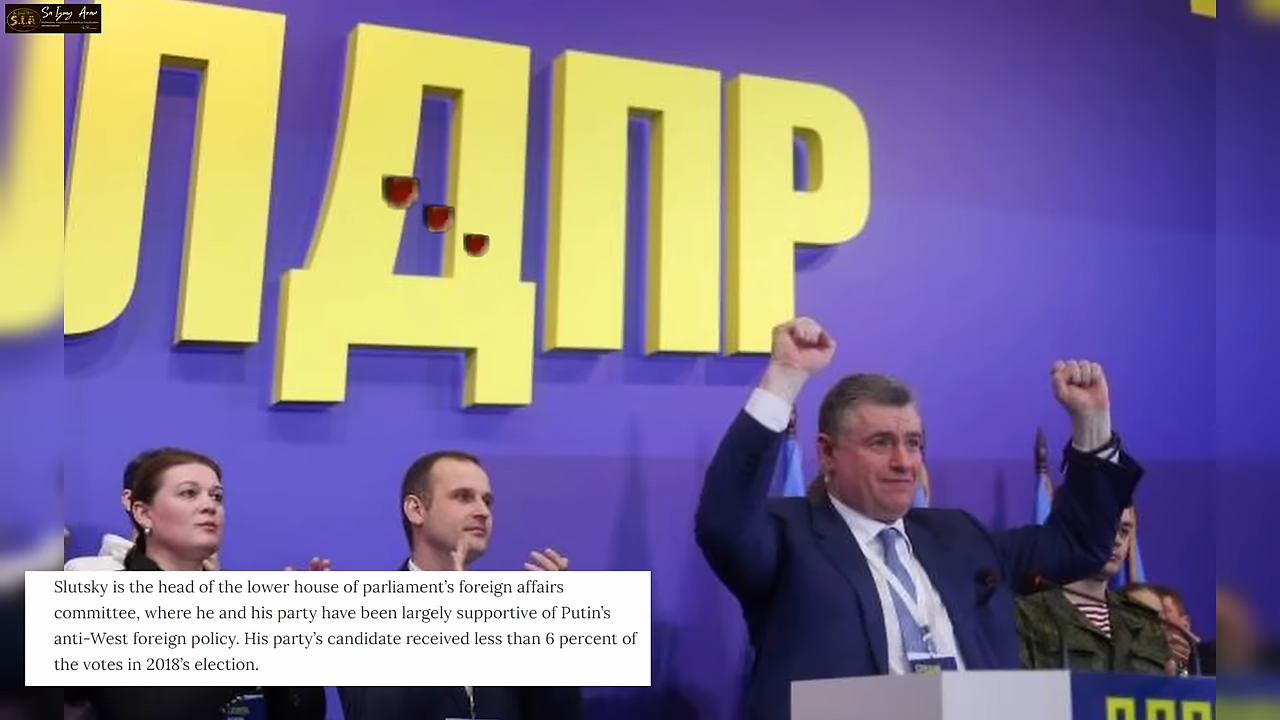 S.I.A
ЛДПР
Slutsky is the head of the lower house of parliament’s foreign affairs
committee, where he and his party have been largely supportive of Putin’s
anti-West foreign policy. His party’s candidate received less than 6 percent of
the votes in 2018’s election.